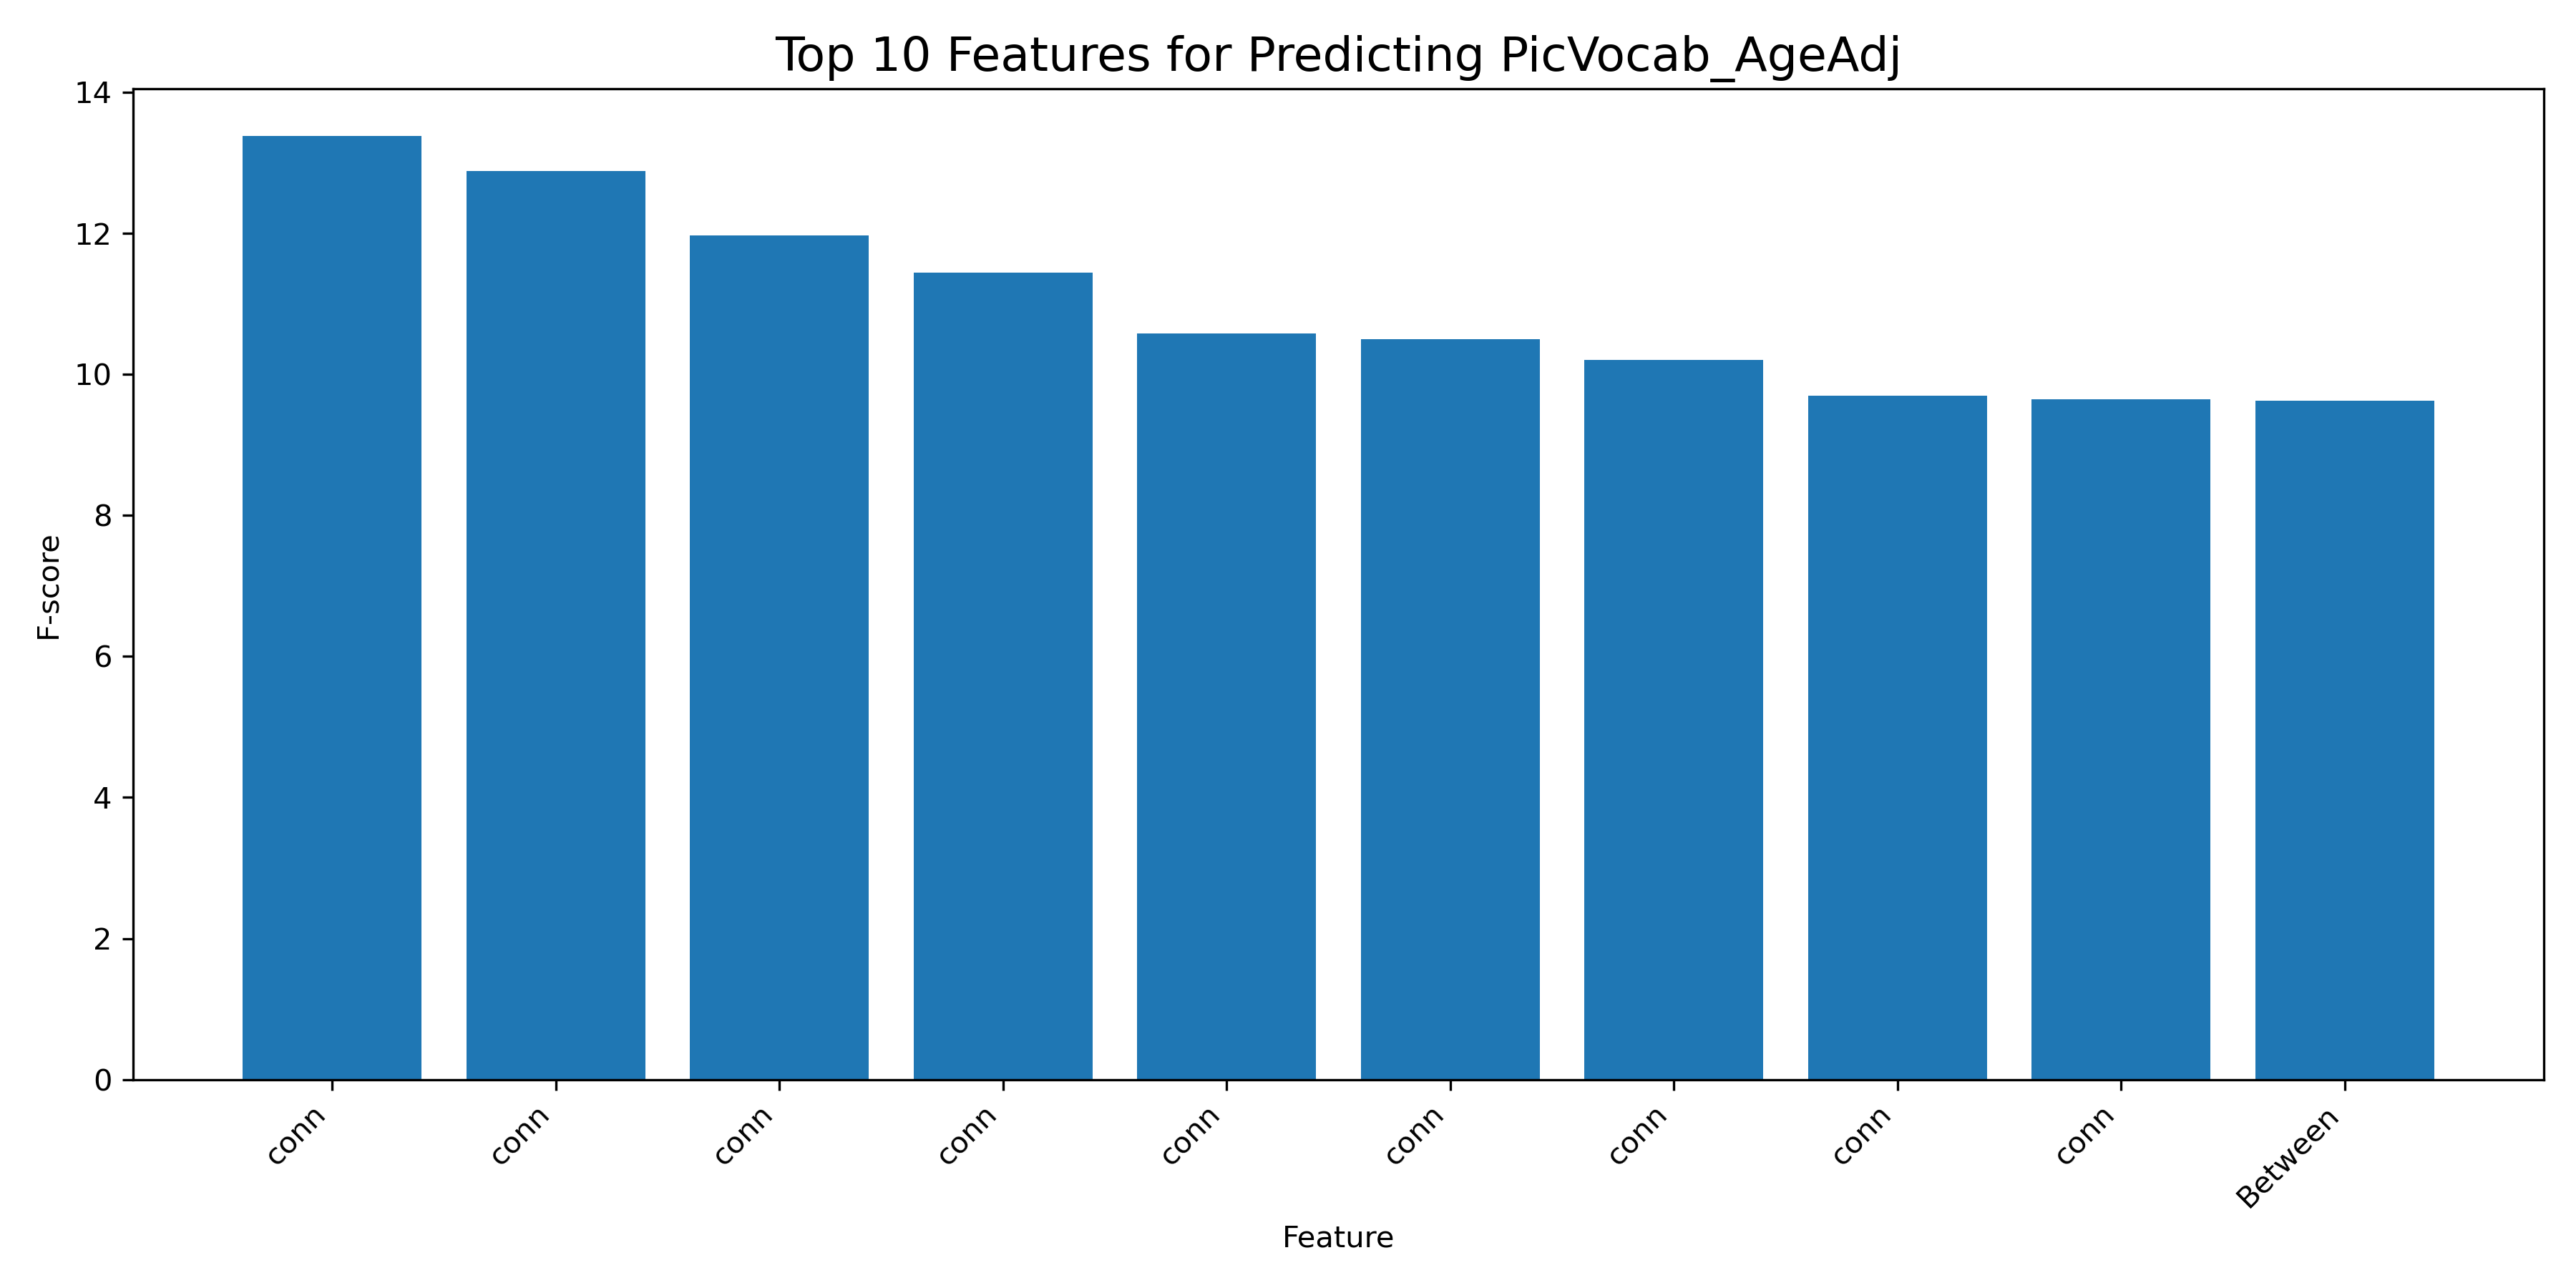 Top 10 Features for Predicting PicVocab_AgeAdj
14
12
10
8
6
4
2
0
F-score
conn conn conn conn conn conn conn conn conn Between
Feature